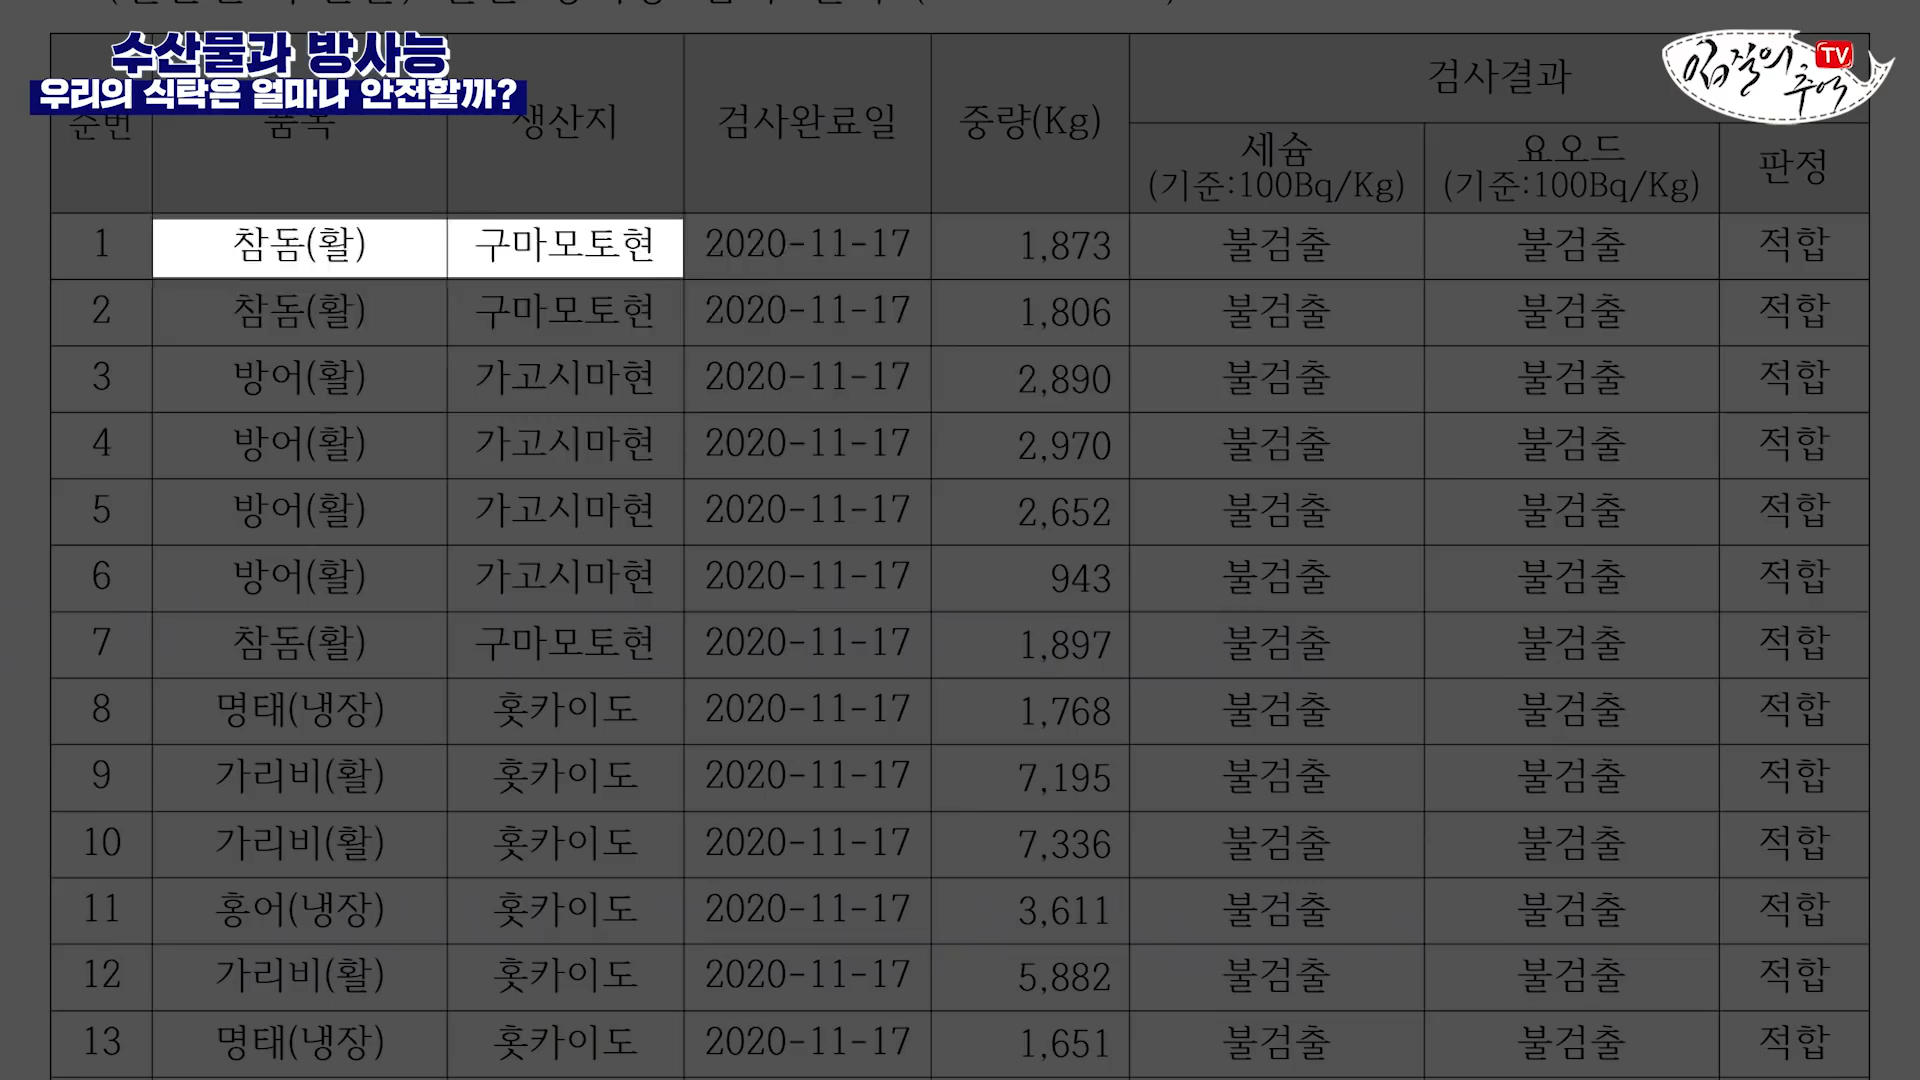 수산물과 방사능
우리의 식탁은 얼마나 안전할까?
입질의 추억 TV
순번 품목 생산지 검사완료일 중량(Kg) 검사결과
세슘 (기준:100Bq/Kg) 요오드 (기준:100Bq/Kg) 판정
1 참돔(활) 구마모토현 2020-11-17 1,873 불검출 불검출 적합
2 참돔(활) 구마모토현 2020-11-17 1,806 불검출 불검출 적합
3 방어(활) 가고시마현 2020-11-17 2,890 불검출 불검출 적합
4 방어(활) 가고시마현 2020-11-17 2,970 불검출 불검출 적합
5 방어(활) 가고시마현 2020-11-17 2,652 불검출 불검출 적합
6 방어(활) 가고시마현 2020-11-17 943 불검출 불검출 적합
7 참돔(활) 구마모토현 2020-11-17 1,897 불검출 불검출 적합
8 명태(냉장) 홋카이도 2020-11-17 1,768 불검출 불검출 적합
9 가리비(활) 홋카이도 2020-11-17 7,195 불검출 불검출 적합
10 가리비(활) 홋카이도 2020-11-17 7,336 불검출 불검출 적합
11 홍어(냉장) 홋카이도 2020-11-17 3,611 불검출 불검출 적합
12 가리비(활) 홋카이도 2020-11-17 5,882 불검출 불검출 적합
13 명태(냉장) 홋카이도 2020-11-17 1,651 불검출 불검출 적합